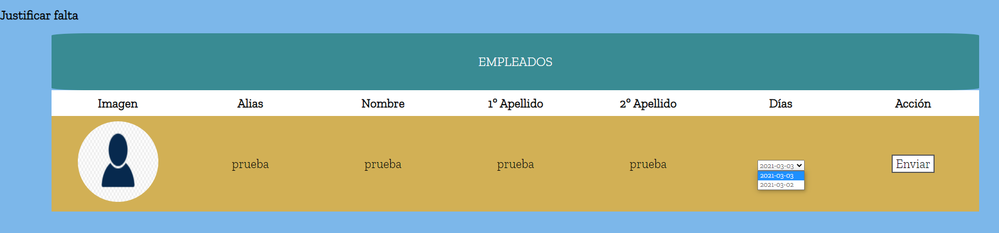 Justificar falta
EMPLEADOS
Imagen Alias Nombre 1º Apellido 2º Apellido Días Acción
prueba prueba prueba prueba 2021-03-03 Enviar
2021-03-03
2021-03-02